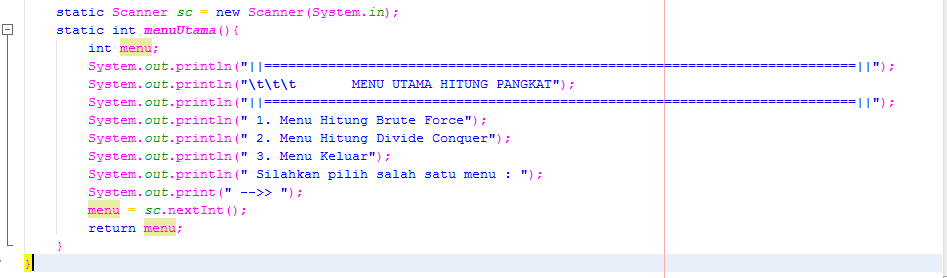 static Scanner sc = new Scanner(System.in);
static int menuUtama(){
int menu;
System.out.println("||==========================================================================||");
System.out.println("\t\t\t       MENU UTAMA HITUNG PANGKAT");
System.out.println("||==========================================================================||");
System.out.println(" 1. Menu Hitung Brute Force");
System.out.println(" 2. Menu Hitung Divide Conquer");
System.out.println(" 3. Menu Keluar");
System.out.println(" Silahkan pilih salah satu menu : ");
System.out.print(" -->> ");
menu = sc.nextInt();
return menu;
}
}